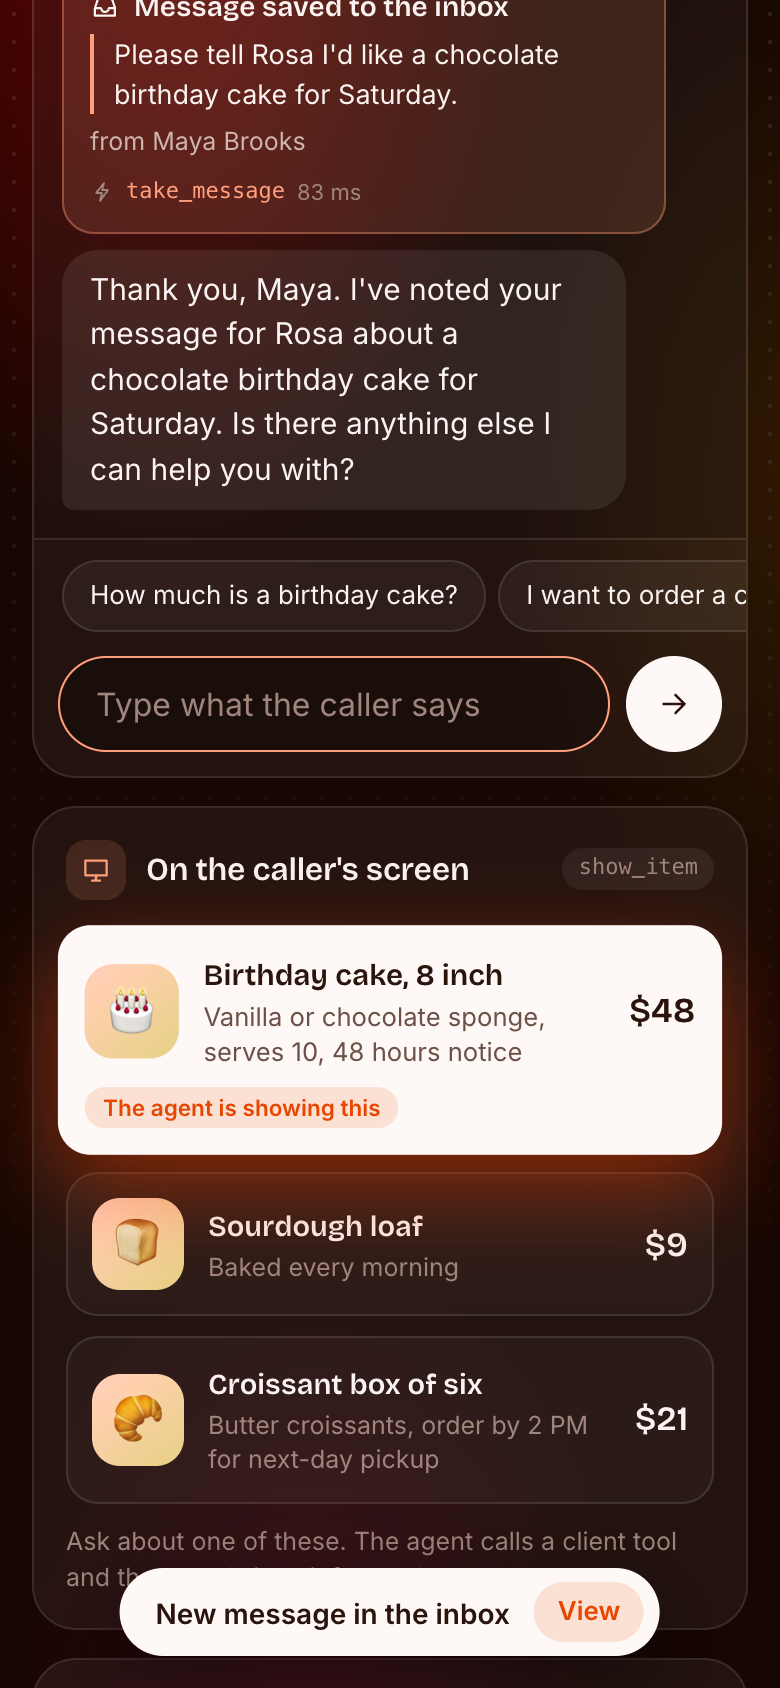 Message saved to the inbox
Please tell Rosa I'd like a chocolate
birthday cake for Saturday.
from Maya Brooks
take_message 83 ms
Thank you, Maya. I've noted your
message for Rosa about a
chocolate birthday cake for
Saturday. Is there anything else I
can help you with?
How much is a birthday cake?
I want to order a c
Type what the caller says
On the caller's screen
show_item
Birthday cake, 8 inch
Vanilla or chocolate sponge,
serves 10, 48 hours notice
$48
The agent is showing this
Sourdough loaf
Baked every morning
$9
Croissant box of six
Butter croissants, order by 2 PM
for next-day pickup
$21
Ask about one of these. The agent calls a client tool
and
New message in the inbox
View